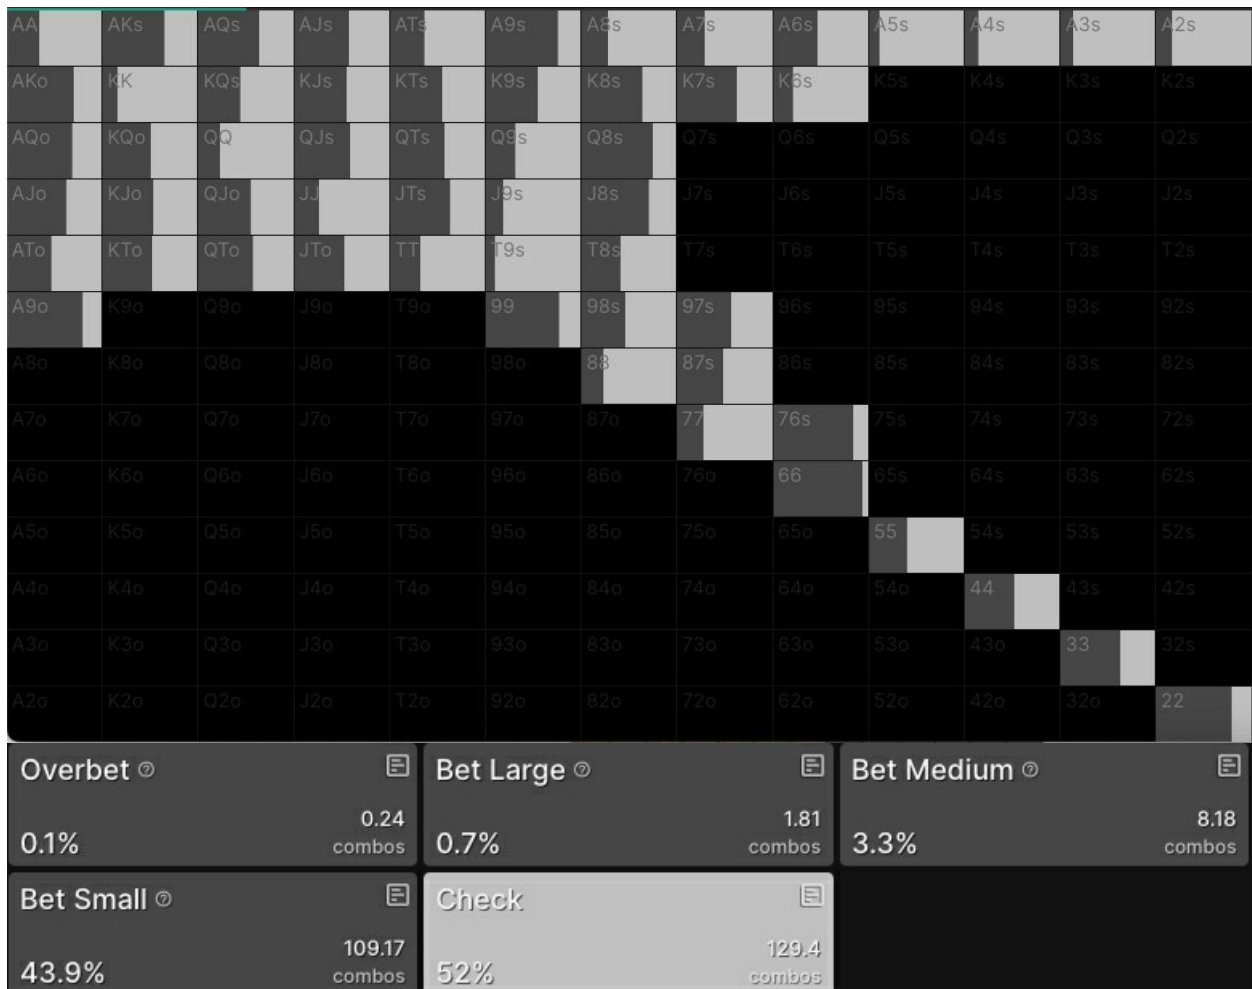 AA AKs AQs AJs ATs A9s A8s A7s A6s A5s A4s A3s A2s
AKo KK KQs KJs KTs K9s K8s K7s K6s K5s K4s K3s K2s
AQo KQo QQ QJs QTs Q9s Q8s Q7s Q6s Q5s Q4s Q3s Q2s
AJo KJo QJo JJ JTs J9s J8s J7s J6s J5s J4s J3s J2s
ATo KTo QTo JTo TT T9s T8s T7s T6s T5s T4s T3s T2s
A9o K9o Q9o J9o T9o 99 98s 97s 96s 95s 94s 93s 92s
A8o K8o Q8o J8o T8o 98o 88 87s 86s 85s 84s 83s 82s
A7o K7o Q7o J7o T7o 97o 87o 77 76s 75s 74s 73s 72s
A6o K6o Q6o J6o T6o 96o 86o 76o 66 65s 64s 63s 62s
A5o K5o Q5o J5o T5o 95o 85o 75o 65o 55 54s 53s 52s
A4o K4o Q4o J4o T4o 94o 84o 74o 64o 54o 44 43s 42s
A3o K3o Q3o J3o T3o 93o 83o 73o 63o 53o 43o 33 32s
A2o K2o Q2o J2o T2o 92o 82o 72o 62o 52o 42o 32o 22
Overbet
0.24
0.1% combos
Bet Large
1.81
0.7% combos
Bet Medium
8.18
3.3% combos
Bet Small
109.17
43.9% combos
Check
129.4
52% combos